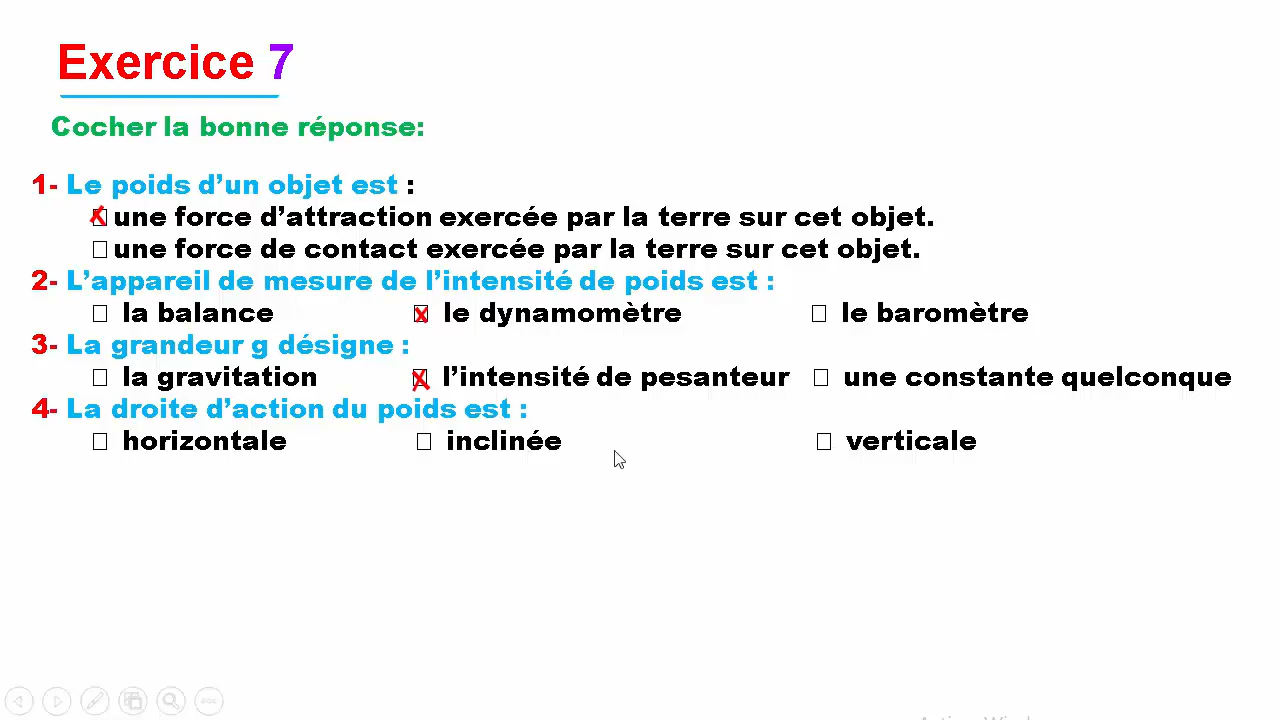 Exercice 7
Cocher la bonne réponse:
1- Le poids d’un objet est :
une force d’attraction exercée par la terre sur cet objet.
une force de contact exercée par la terre sur cet objet.
2- L’appareil de mesure de l’intensité de poids est :
la balance le dynamomètre le baromètre
3- La grandeur g désigne :
la gravitation l’intensité de pesanteur une constante quelconque
4- La droite d’action du poids est :
horizontale inclinée verticale